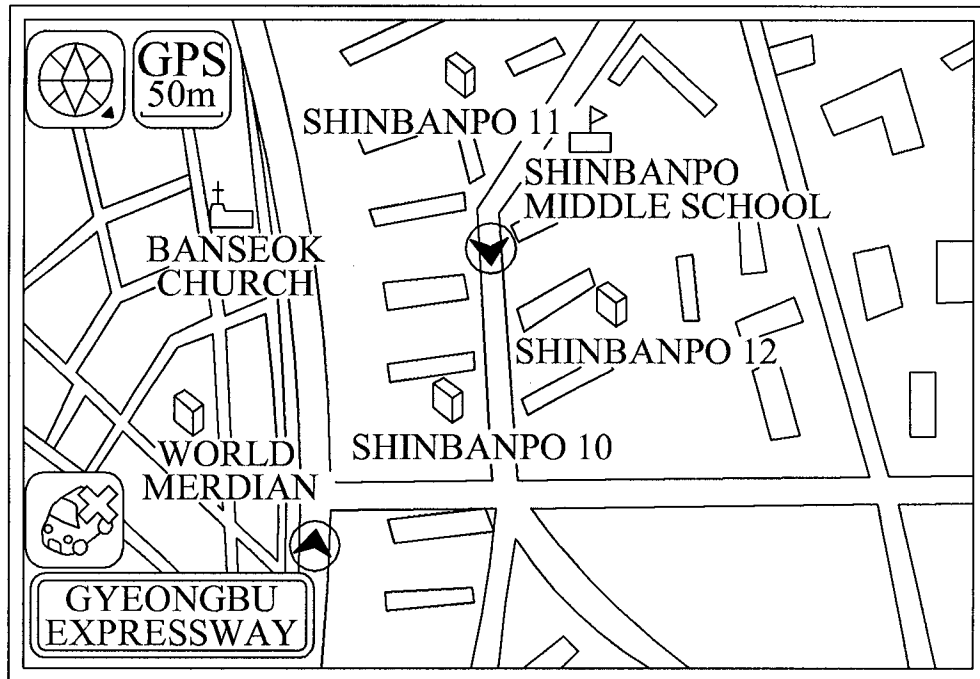 GPS
50m
SHINBANPO 11
SHINBANPO
MIDDLE SCHOOL
BANSEOK
CHURCH
SHINBANPO 12
SHINBANPO 10
WORLD
MERDIAN
GYEONGBU
EXPRESSWAY